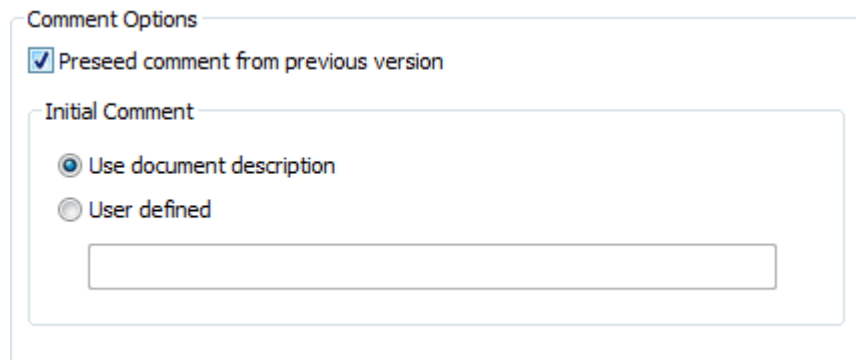 Comment Options
Preseed comment from previous version
Initial Comment
Use document description
User defined